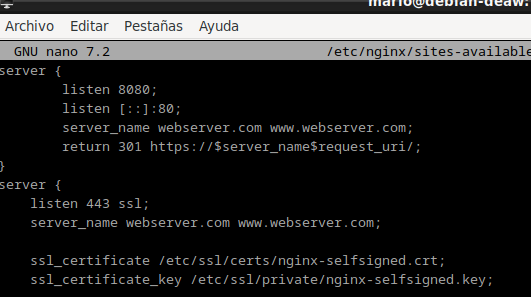 mario@debian-deaw:
Archivo Editar Pestañas Ayuda
GNU nano 7.2 /etc/nginx/sites-available
server {
listen 8080;
listen [::]:80;
server_name webserver.com www.webserver.com;
return 301 https://$server_name$request_uri/;
}
server {
listen 443 ssl;
server_name webserver.com www.webserver.com;
ssl_certificate /etc/ssl/certs/nginx-selfsigned.crt;
ssl_certificate_key /etc/ssl/private/nginx-selfsigned.key;